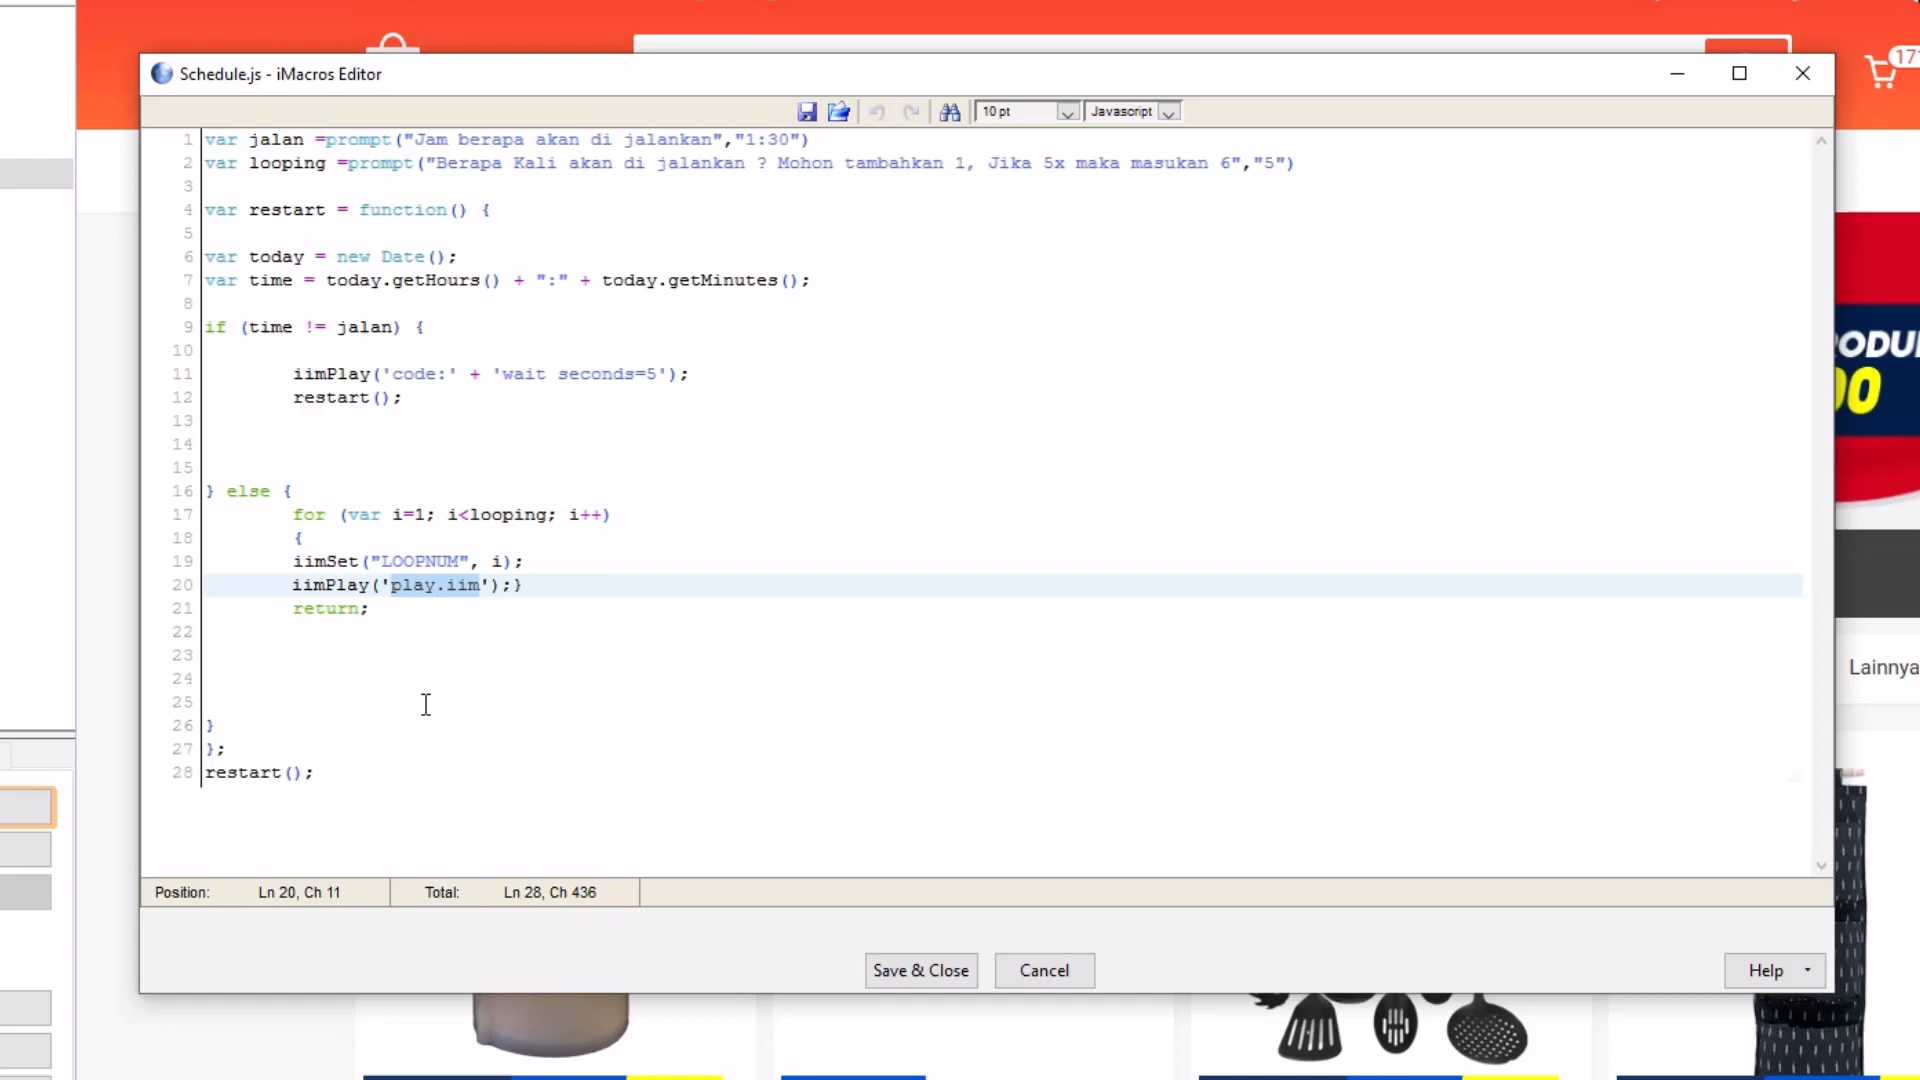 171
Schedule.js - iMacros Editor
10 pt
Javascript
1 var jalan =prompt("Jam berapa akan di jalankan","1:30")
2 var looping =prompt("Berapa Kali akan di jalankan ? Mohon tambahkan 1, Jika 5x maka masukan 6","5")
3
4 var restart = function() {
5
6 var today = new Date();
7 var time = today.getHours() + ":" + today.getMinutes();
8
9 if (time != jalan) {
10
11 iimPlay('code:' + 'wait seconds=5');
12 restart();
13
14
15
16 } else {
17 for (var i=1; i<looping; i++)
18 {
19 iimSet("LOOPNUM", i);
20 iimPlay('play.iim');}
21 return;
22
23
24
25
26 }
27 };
28 restart();
Lainnya
Position: Ln 20, Ch 11 Total: Ln 28, Ch 436
Save & Close
Cancel
Help